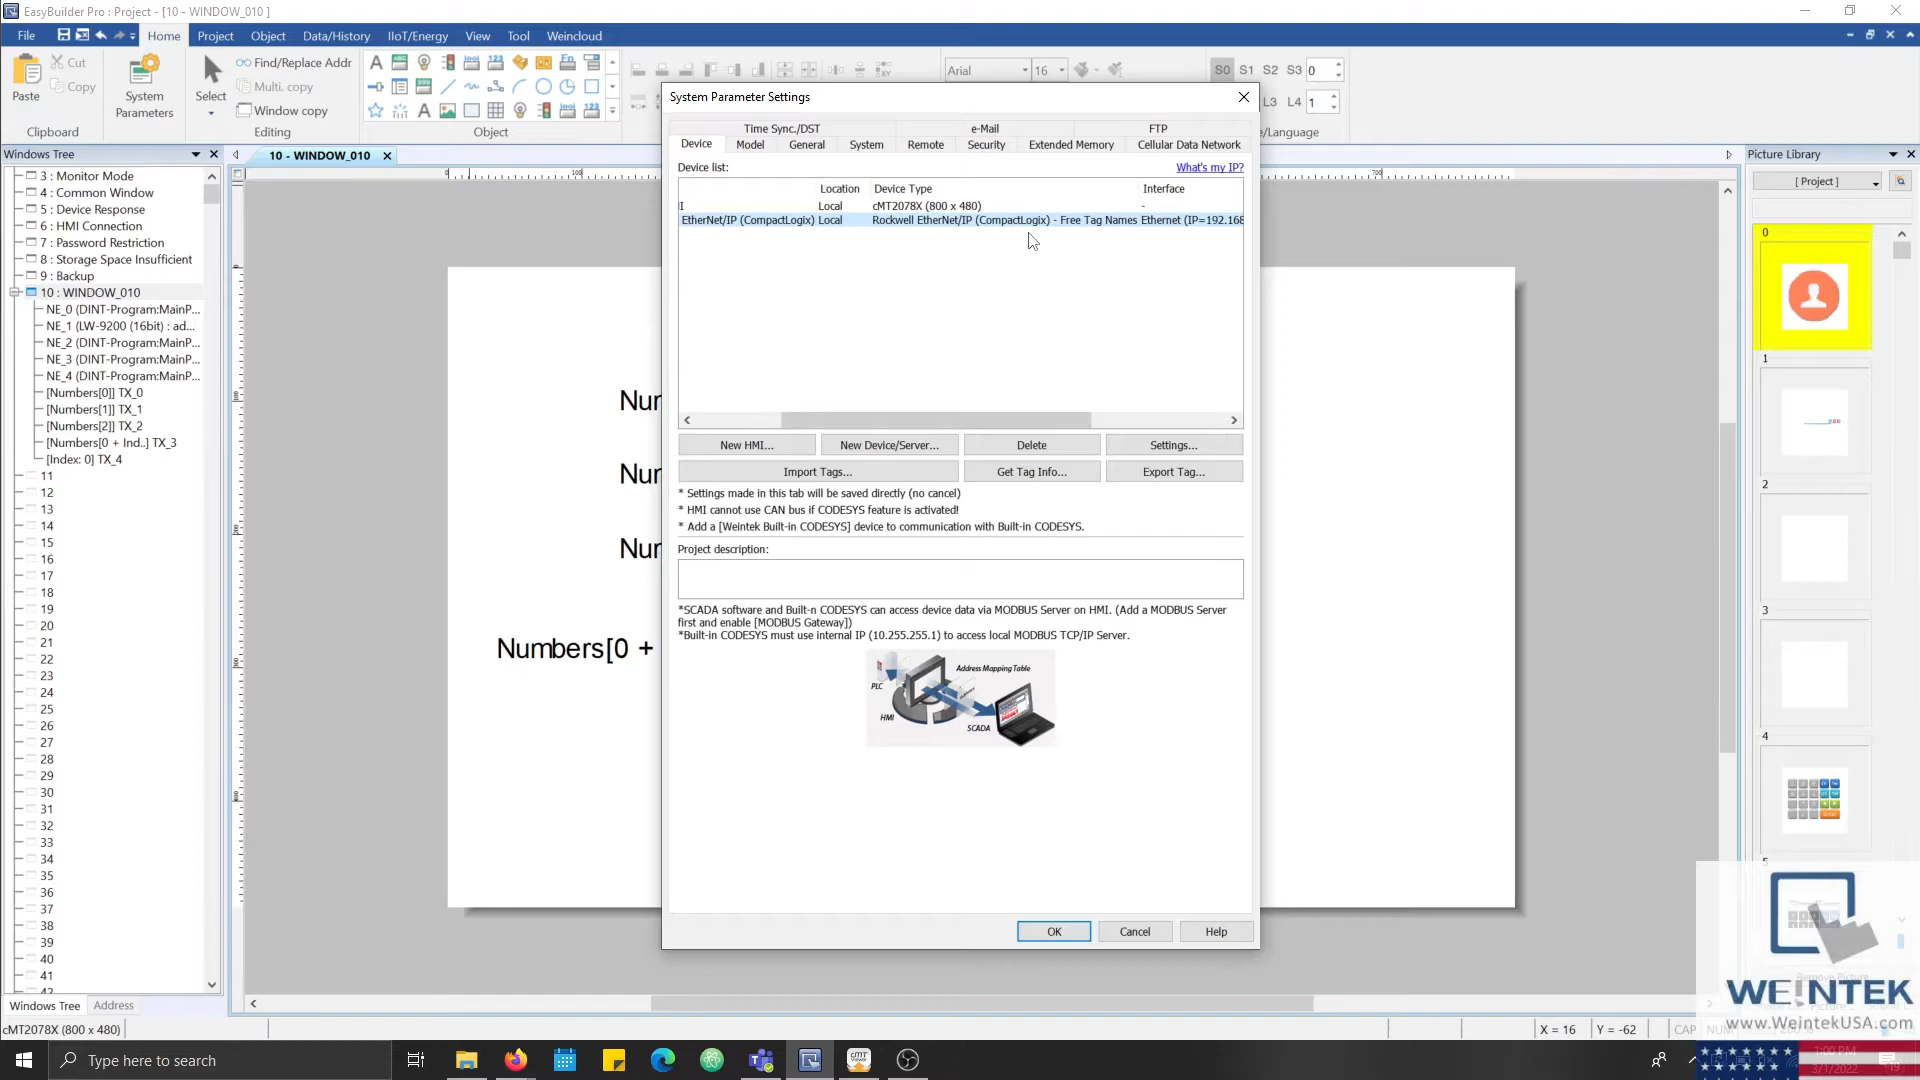 EasyBuilder Pro : Project - [10 - WINDOW_010 ]
File Home Project Object Data/History IIoT/Energy View Tool Weincloud
Paste Cut Copy
Clipboard
System Parameters
Select
Find/Replace Addr
Multi. copy
Window copy
Editing
Object
Arial 16
S0 S1 S2 S3 0
L3 L4 1
e/Language
Windows Tree
10 - WINDOW_010
Picture Library
[ Project ]
3 : Monitor Mode
4 : Common Window
5 : Device Response
6 : HMI Connection
7 : Password Restriction
8 : Storage Space Insufficient
9 : Backup
10 : WINDOW_010
NE_0 (DINT-Program:MainP...
NE_1 (LW-9200 (16bit) : ad...
NE_2 (DINT-Program:MainP...
NE_3 (DINT-Program:MainP...
NE_4 (DINT-Program:MainP...
[Numbers[0]] TX_0
[Numbers[1]] TX_1
[Numbers[2]] TX_2
[Numbers[0 + Ind..] TX_3
[Index: 0] TX_4
11
12
13
14
15
16
17
18
19
20
21
22
23
24
25
26
27
28
29
30
31
32
33
34
35
36
37
38
39
40
41
42
Windows Tree Address
cMT2078X (800 x 480)
Nur
Nur
Nur
Numbers[0 +
System Parameter Settings
Time Sync./DST e-Mail FTP
Device Model General System Remote Security Extended Memory Cellular Data Network
Device list:
What's my IP?
Location Device Type Interface
I Local cMT2078X (800 x 480) -
EtherNet/IP (CompactLogix) Local Rockwell EtherNet/IP (CompactLogix) - Free Tag Names Ethernet (IP=192.168
New HMI... New Device/Server... Delete Settings...
Import Tags... Get Tag Info... Export Tag...
* Settings made in this tab will be saved directly (no cancel)
* HMI cannot use CAN bus if CODESYS feature is activated!
* Add a [Weintek Built-in CODESYS] device to communication with Built-in CODESYS.
Project description:
*SCADA software and Built-n CODESYS can access device data via MODBUS Server on HMI. (Add a MODBUS Server
first and enable [MODBUS Gateway])
*Built-in CODESYS must use internal IP (10.255.255.1) to access local MODBUS TCP/IP Server.
Address Mapping Table
PLC
HMI
SCADA
OK Cancel Help
0
1
2
3
4
5
WEINTEK
www.WeintekUSA.com
X = 16 Y = -62 CAP NUM
Type here to search
1:00 PM
3/1/2022